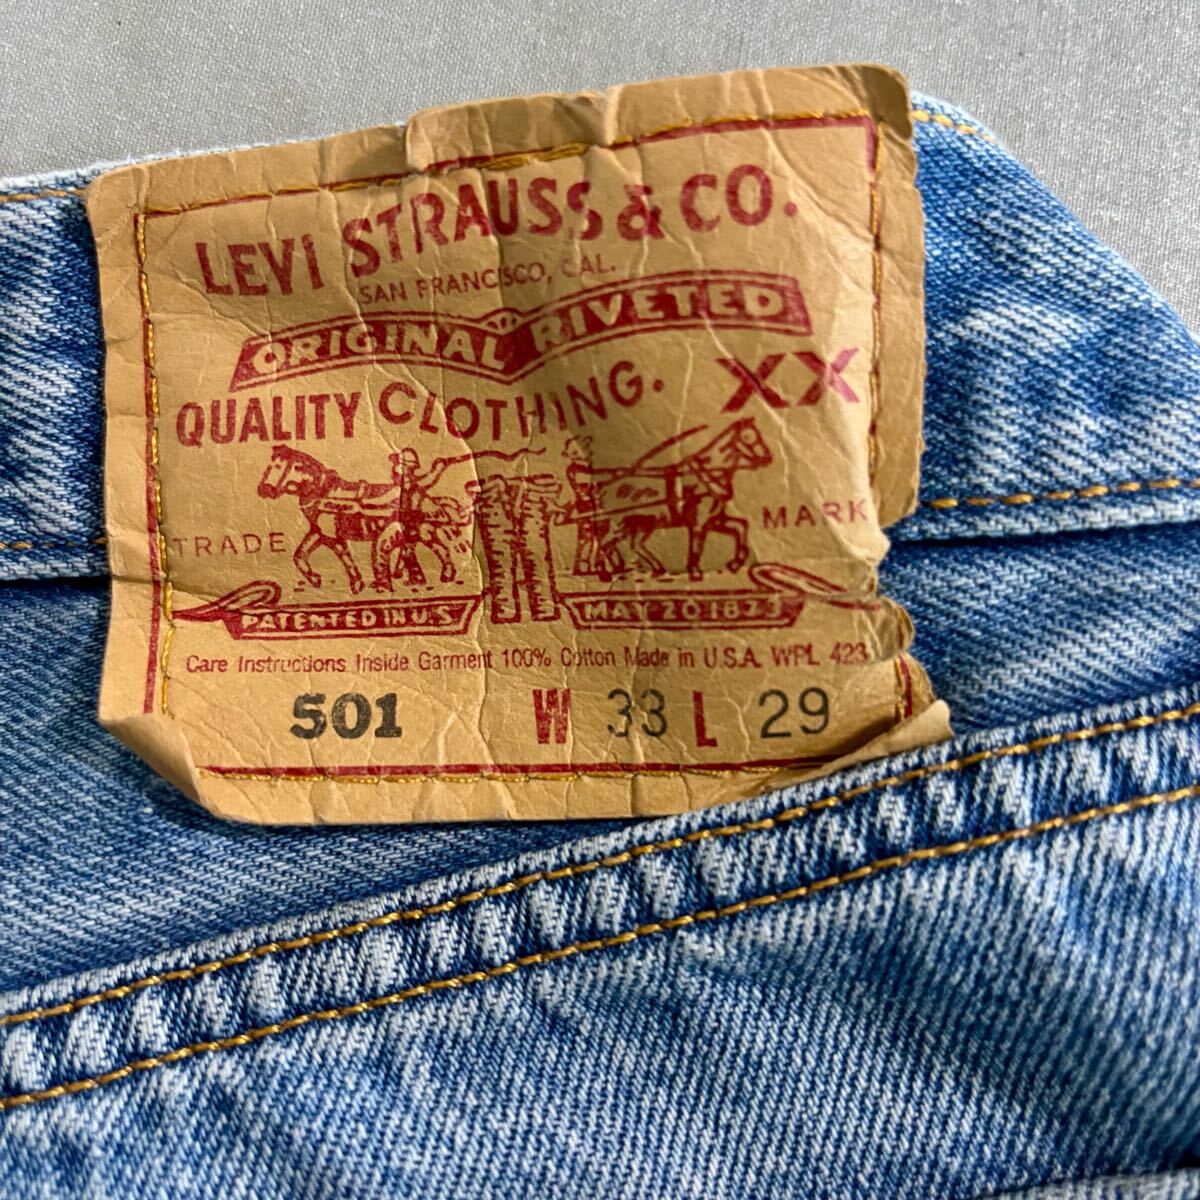 LEVI STRAUSS & CO.
SAN FRANCISCO, CAL.
ORIGINAL RIVETED
QUALITY CLOTHING. XX
TRADE MARK
PATENTED IN U.S. MAY 20 1873
Care Instructions Inside Garment 100% Cotton Made in U.S.A. WPL 423
501 W 33 L 29